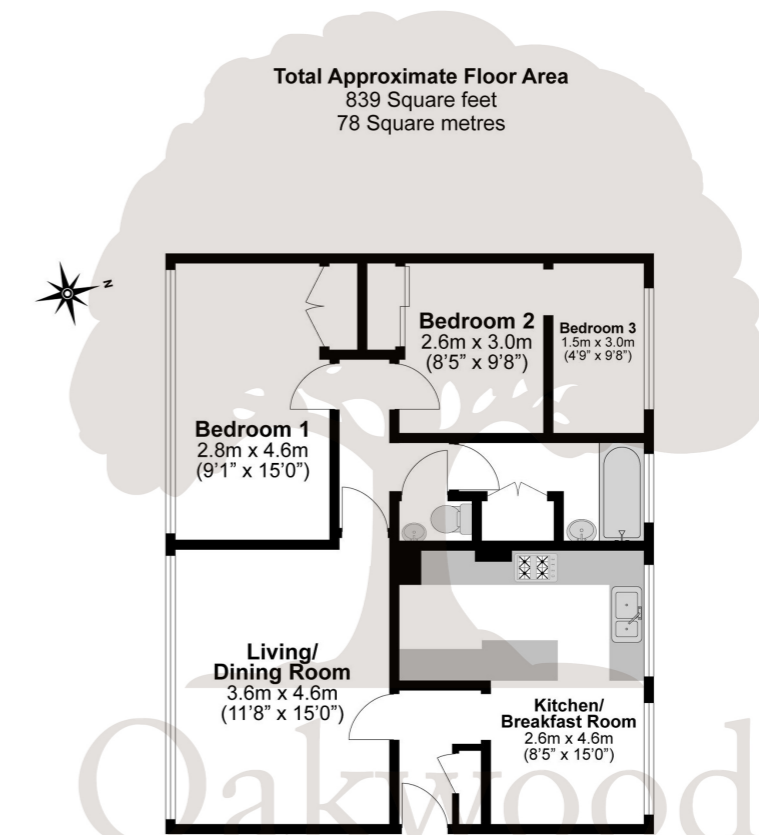 Total Approximate Floor Area
839 Square feet
78 Square metres
N
Bedroom 1
2.8m x 4.6m
(9'1" x 15'0")
Bedroom 2
2.6m x 3.0m
(8'5" x 9'8")
Bedroom 3
1.5m x 3.0m
(4'9" x 9'8")
Living/
Dining Room
3.6m x 4.6m
(11'8" x 15'0")
Kitchen/
Breakfast Room
2.6m x 4.6m
(8'5" x 15'0")
Oakwood